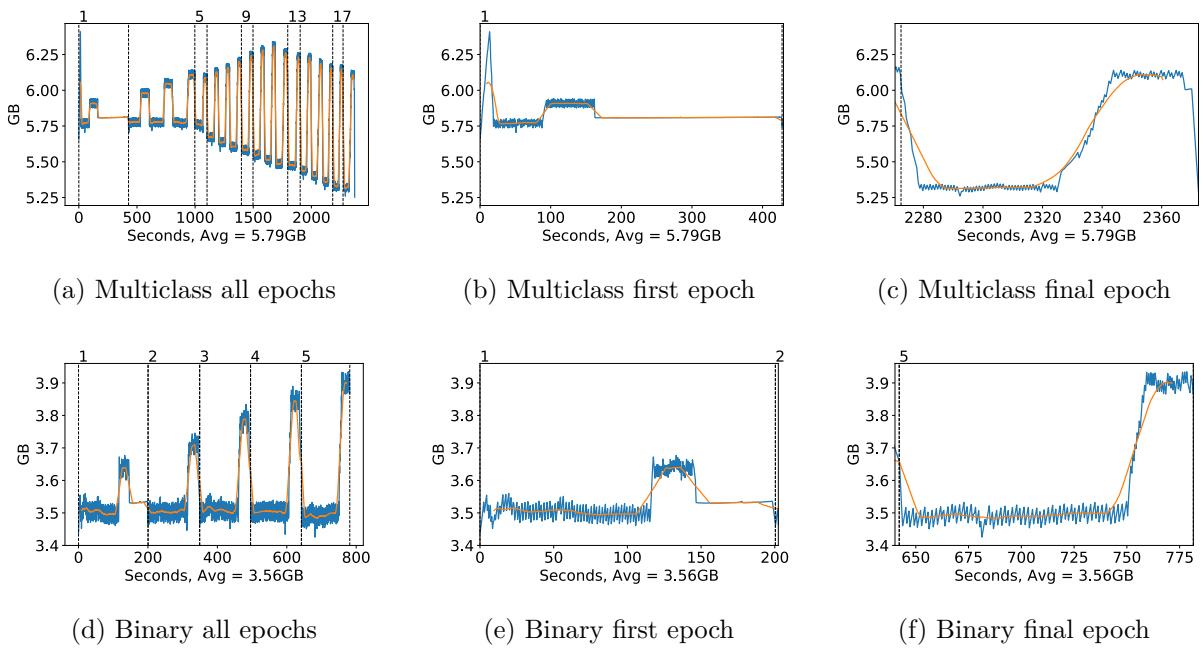 1 5 9 13 17
6.25
6.00
5.75
5.50
5.25
GB
0 500 1000 1500 2000
Seconds, Avg = 5.79GB
(a) Multiclass all epochs
1
6.4
6.2
6.0
5.8
5.6
GB
0 100 200 300 400
Seconds, Avg = 5.79GB
(b) Multiclass first epoch
6.25
6.00
5.75
5.50
5.25
GB
2280 2300 2320 2340 2360
Seconds, Avg = 5.79GB
(c) Multiclass final epoch
1 2 3 4 5
3.9
3.8
3.7
3.6
3.5
3.4
GB
0 200 400 600 800
Seconds, Avg = 3.56GB
(d) Binary all epochs
1 2
3.9
3.8
3.7
3.6
3.5
3.4
GB
0 50 100 150 200
Seconds, Avg = 3.56GB
(e) Binary first epoch
5
3.9
3.8
3.7
3.6
3.5
3.4
GB
650 675 700 725 750 775
Seconds, Avg = 3.56GB
(f) Binary final epoch